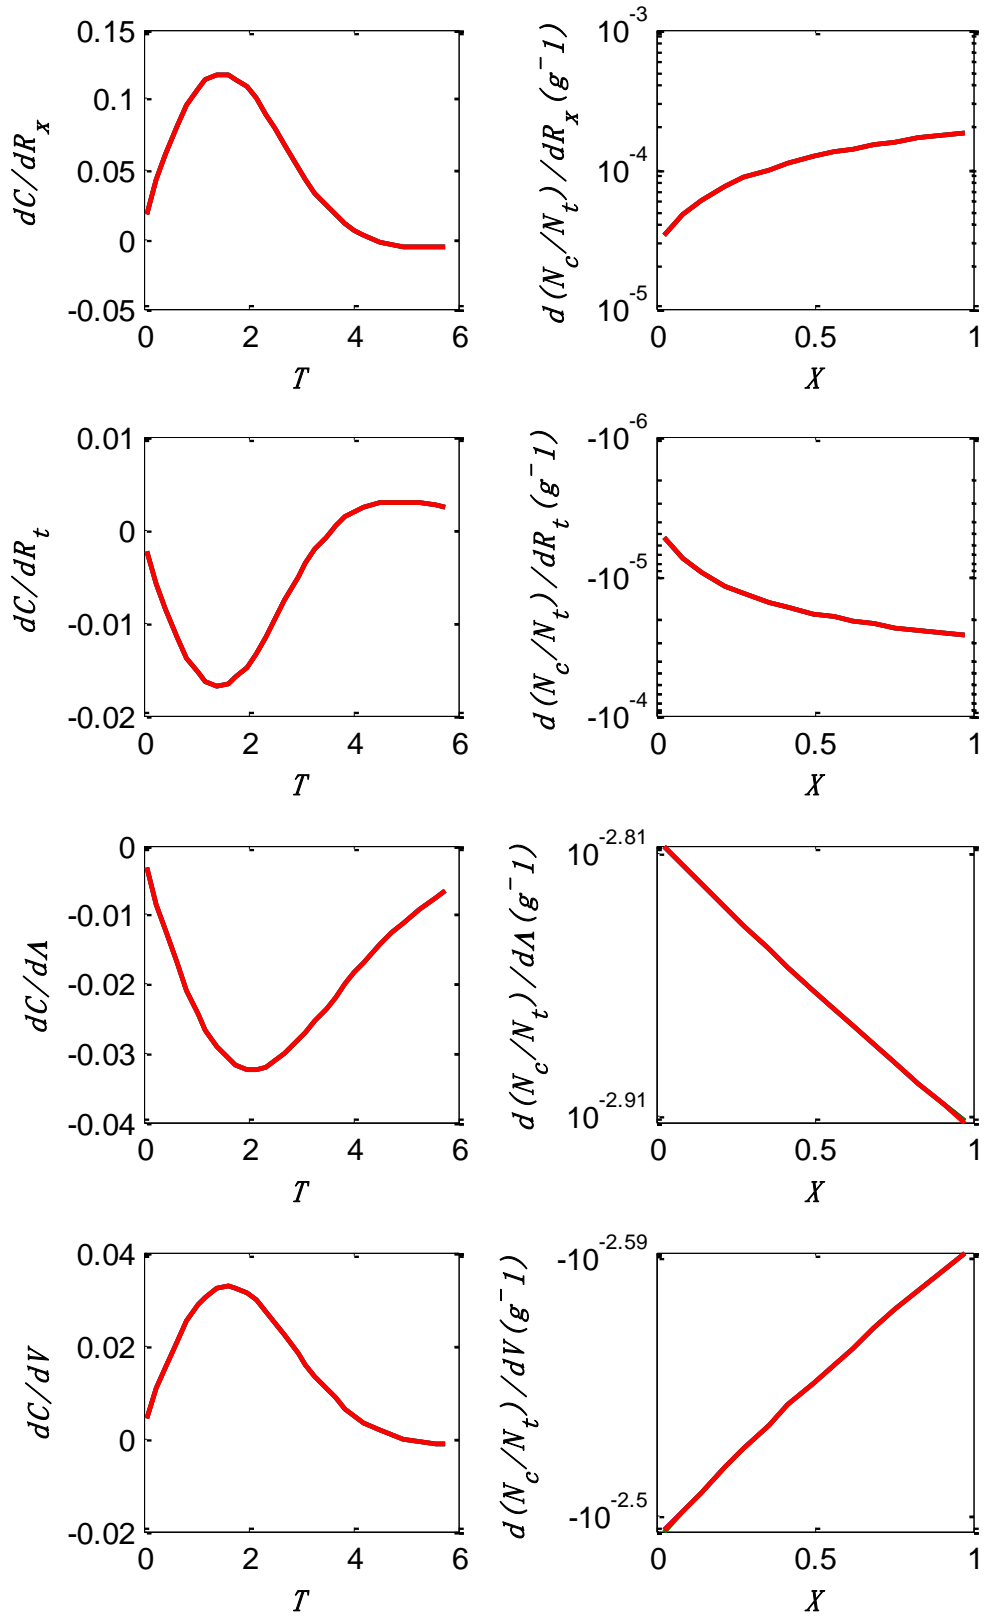 0.15
0.1
0.05
0
-0.05
dC/dR_x
0 2 4 6
T
10^-3
10^-4
10^-5
d(N_c/N_t)/dR_x(g^-1)
0 0.5 1
X
0.01
0
-0.01
-0.02
dC/dR_t
0 2 4 6
T
-10^-6
-10^-5
-10^-4
d(N_c/N_t)/dR_t(g^-1)
0 0.5 1
X
0
-0.01
-0.02
-0.03
-0.04
dC/dΛ
0 2 4 6
T
10^-2.81
10^-2.91
d(N_c/N_t)/dΛ(g^-1)
0 0.5 1
X
0.04
0.02
0
-0.02
dC/dV
0 2 4 6
T
-10^-2.59
-10^-2.5
d(N_c/N_t)/dV(g^-1)
0 0.5 1
X